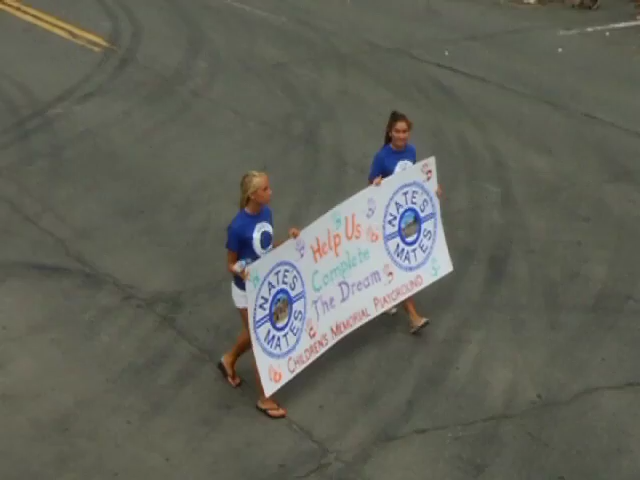 NATE'S
MATES
Help Us
Complete
The Dream
CHILDREN'S MEMORIAL PLAYGROUND
NATE'S
MATES